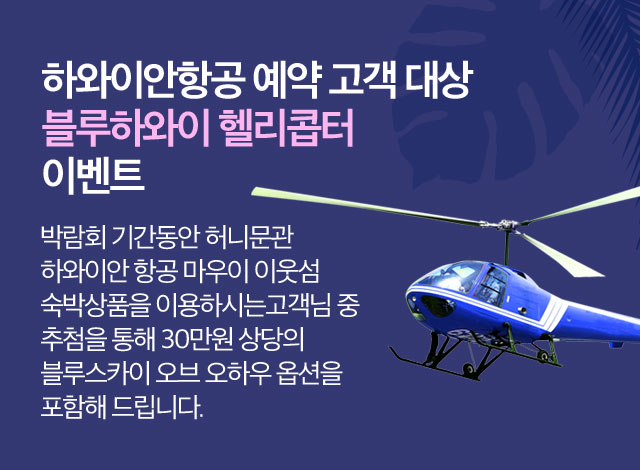 하와이안항공 예약 고객 대상
블루하와이 헬리콥터
이벤트
박람회 기간동안 허니문관
하와이안 항공 마우이 이웃섬
숙박상품을 이용하시는고객님 중
추첨을 통해 30만원 상당의
블루스카이 오브 오하우 옵션을
포함해 드립니다.